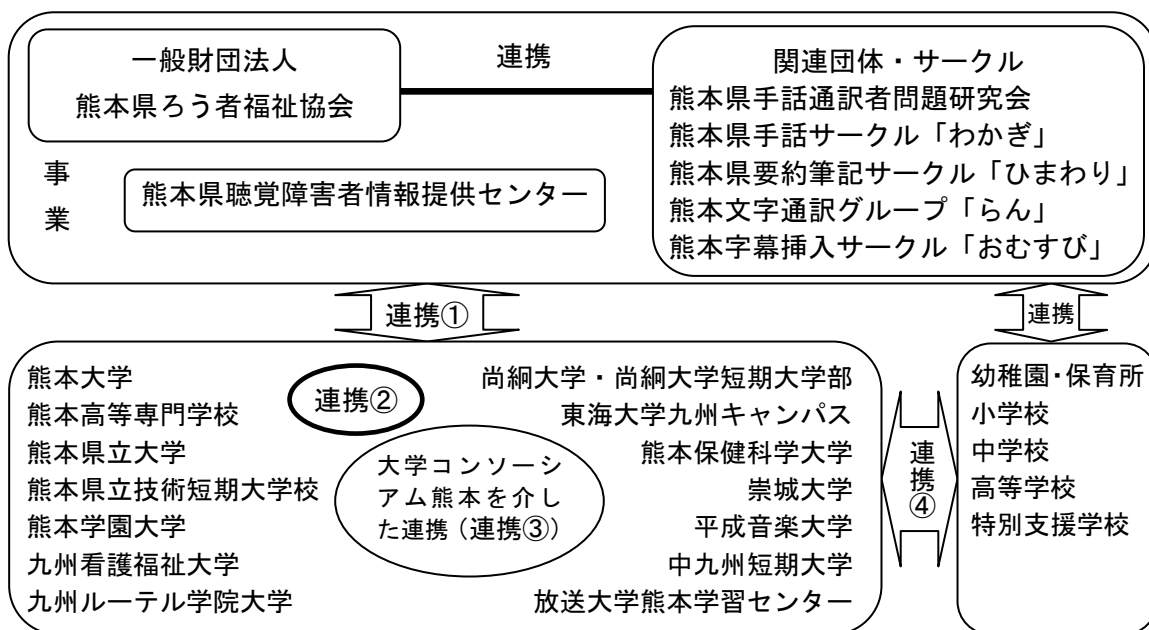 一般財団法人
熊本県ろう者福祉協会
連携
関連団体・サークル
熊本県手話通訳者問題研究会
熊本県手話サークル「わかぎ」
熊本県要約筆記サークル「ひまわり」
熊本文字通訳グループ「らん」
熊本字幕挿入サークル「おむすび」
事
業
熊本県聴覚障害者情報提供センター
連携①
連携
熊本大学
熊本高等専門学校
熊本県立大学
熊本県立技術短期大学校
熊本学園大学
九州看護福祉大学
九州ルーテル学院大学
連携②
大学コンソーシ
アム熊本を介し
た連携（連携③）
尚絅大学・尚絅大学短期大学部
東海大学九州キャンパス
熊本保健科学大学
崇城大学
平成音楽大学
中九州短期大学
放送大学熊本学習センター
連
携
④
幼稚園・保育所
小学校
中学校
高等学校
特別支援学校